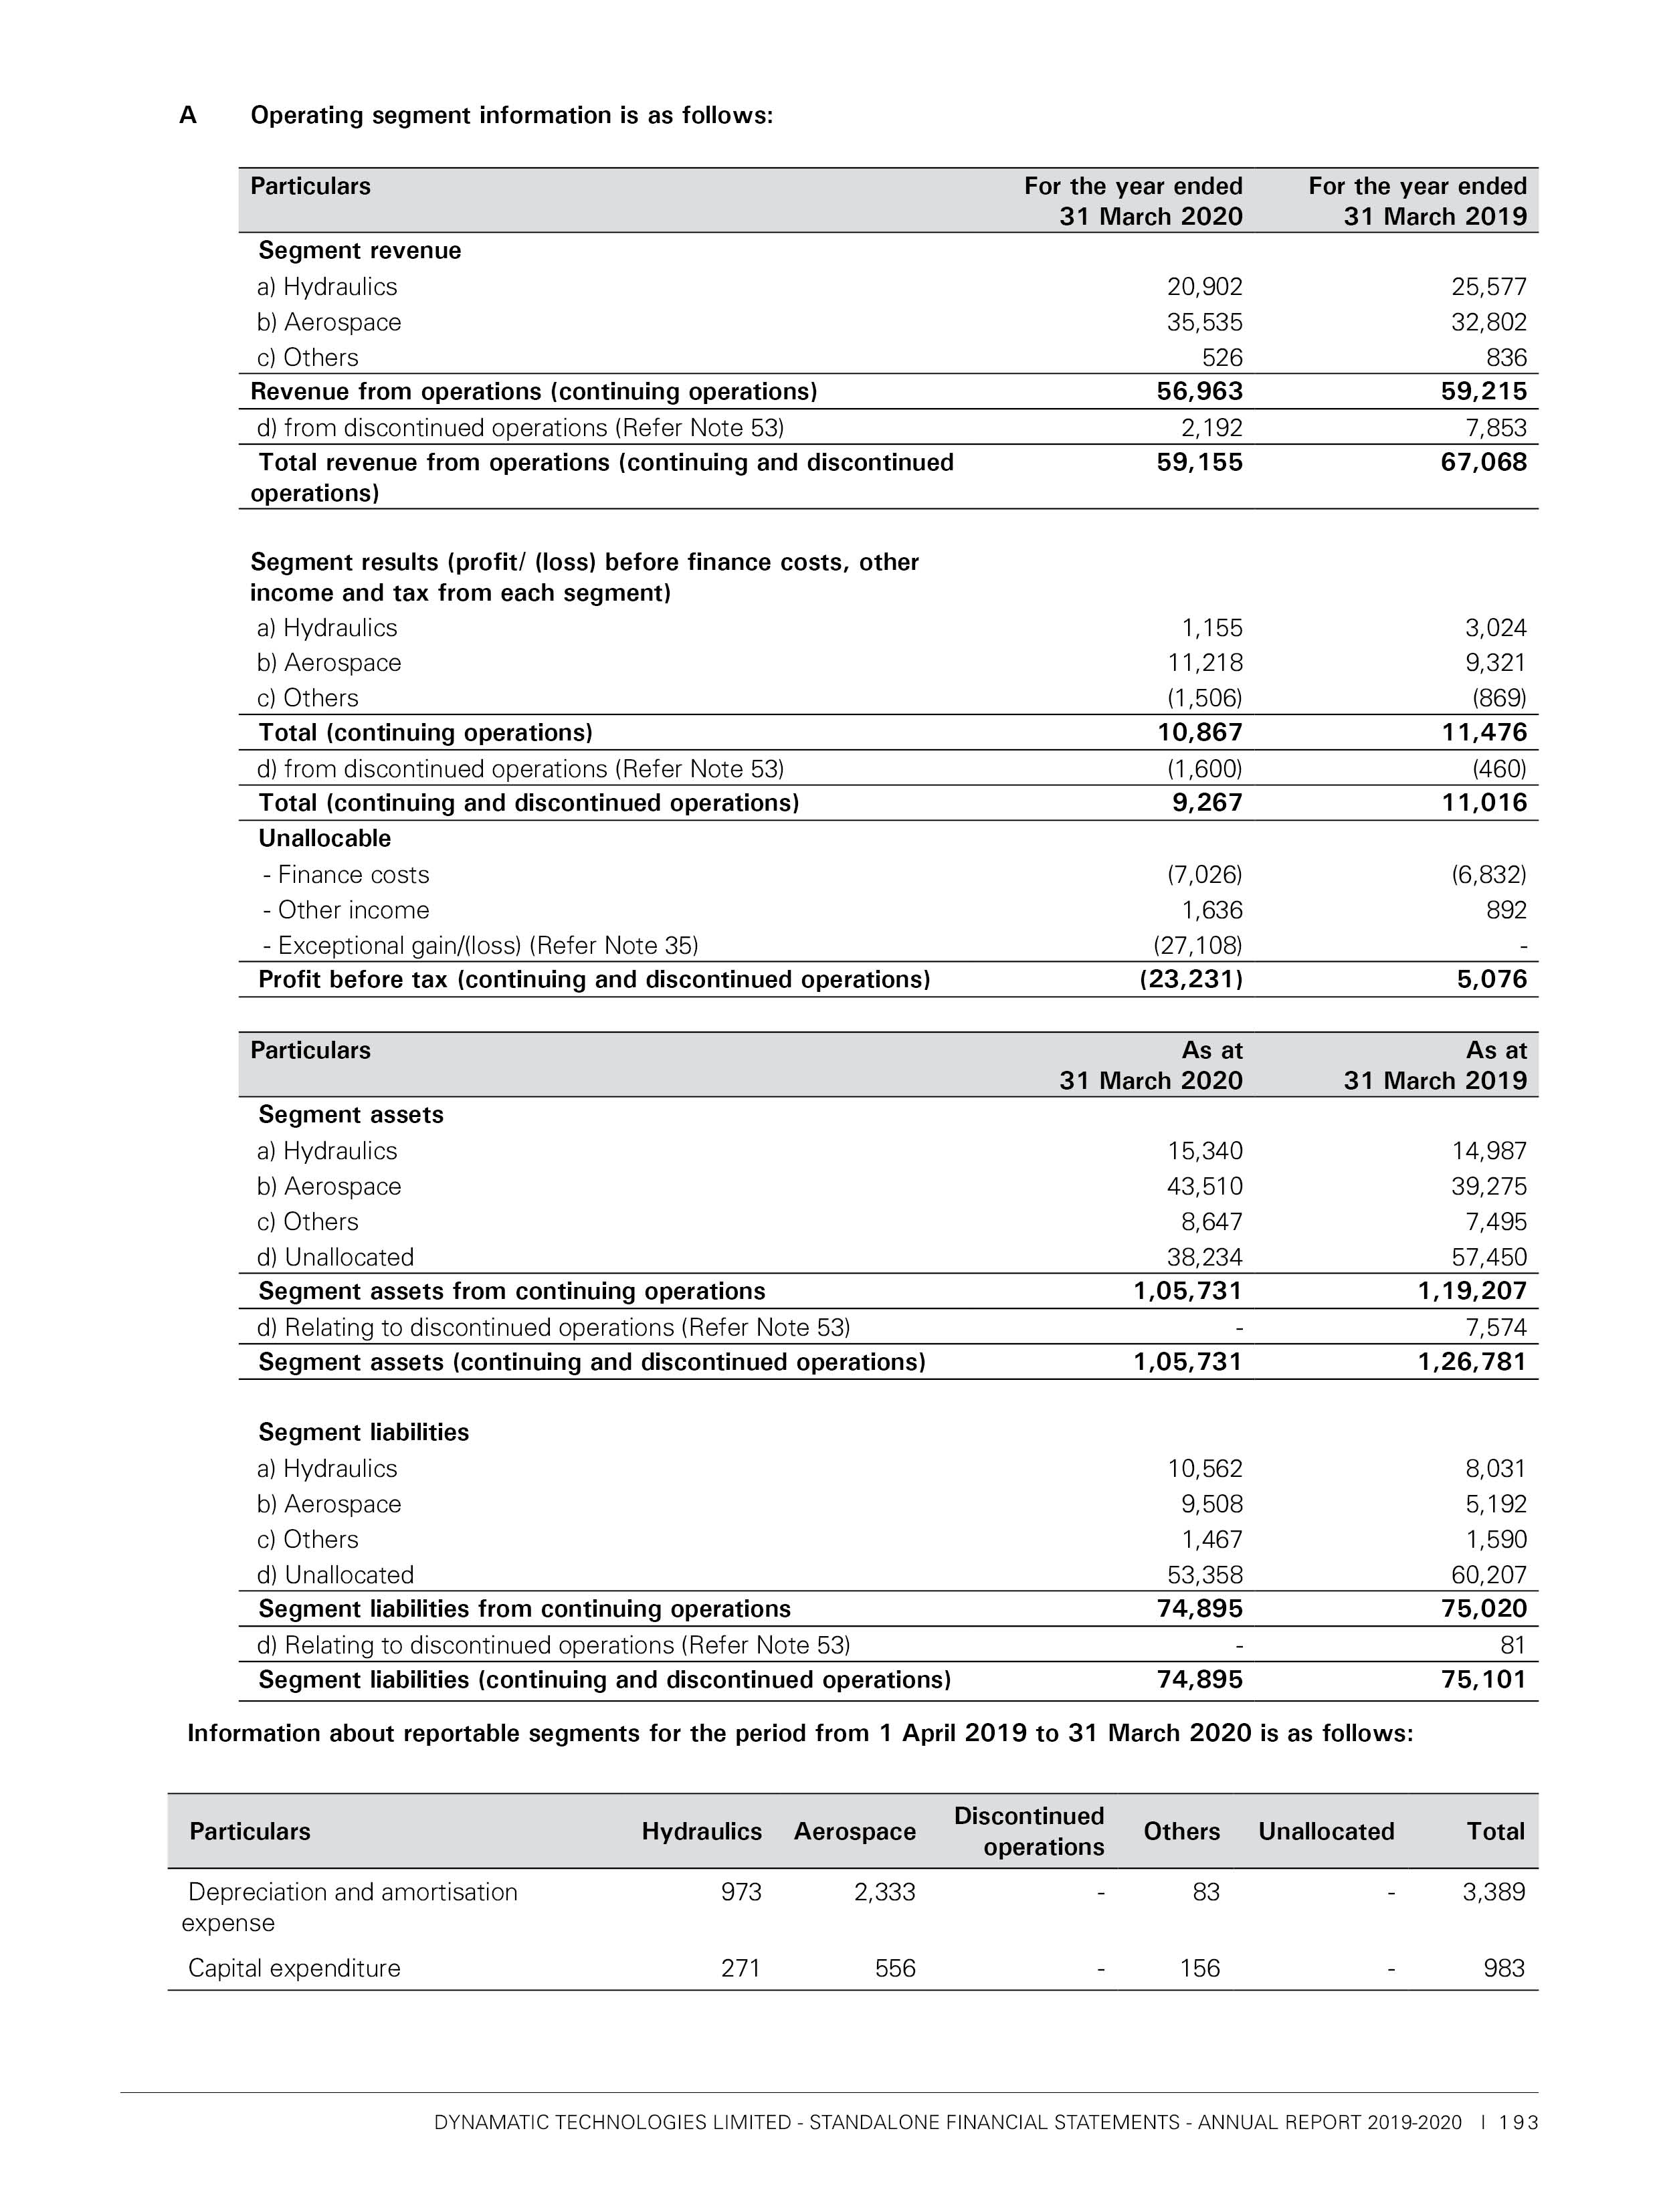 A Operating segment information is as follows:
Particulars For the year ended 31 March 2020 For the year ended 31 March 2019
Segment revenue
a) Hydraulics 20,902 25,577
b) Aerospace 35,535 32,802
c) Others 526 836
Revenue from operations (continuing operations) 56,963 59,215
d) from discontinued operations (Refer Note 53) 2,192 7,853
Total revenue from operations (continuing and discontinued 59,155 67,068
operations)
Segment results (profit/ (loss) before finance costs, other
income and tax from each segment)
a) Hydraulics 1,155 3,024
b) Aerospace 11,218 9,321
c) Others (1,506) (869)
Total (continuing operations) 10,867 11,476
d) from discontinued operations (Refer Note 53) (1,600) (460)
Total (continuing and discontinued operations) 9,267 11,016
Unallocable
- Finance costs (7,026) (6,832)
- Other income 1,636 892
- Exceptional gain/(loss) (Refer Note 35) (27,108) -
Profit before tax (continuing and discontinued operations) (23,231) 5,076
Particulars As at 31 March 2020 As at 31 March 2019
Segment assets
a) Hydraulics 15,340 14,987
b) Aerospace 43,510 39,275
c) Others 8,647 7,495
d) Unallocated 38,234 57,450
Segment assets from continuing operations 1,05,731 1,19,207
d) Relating to discontinued operations (Refer Note 53) - 7,574
Segment assets (continuing and discontinued operations) 1,05,731 1,26,781
Segment liabilities
a) Hydraulics 10,562 8,031
b) Aerospace 9,508 5,192
c) Others 1,467 1,590
d) Unallocated 53,358 60,207
Segment liabilities from continuing operations 74,895 75,020
d) Relating to discontinued operations (Refer Note 53) - 81
Segment liabilities (continuing and discontinued operations) 74,895 75,101
Information about reportable segments for the period from 1 April 2019 to 31 March 2020 is as follows:
Particulars Hydraulics Aerospace Discontinued operations Others Unallocated Total
Depreciation and amortisation 973 2,333 - 83 - 3,389
expense
Capital expenditure 271 556 - 156 - 983
DYNAMATIC TECHNOLOGIES LIMITED - STANDALONE FINANCIAL STATEMENTS - ANNUAL REPORT 2019-2020 | 193